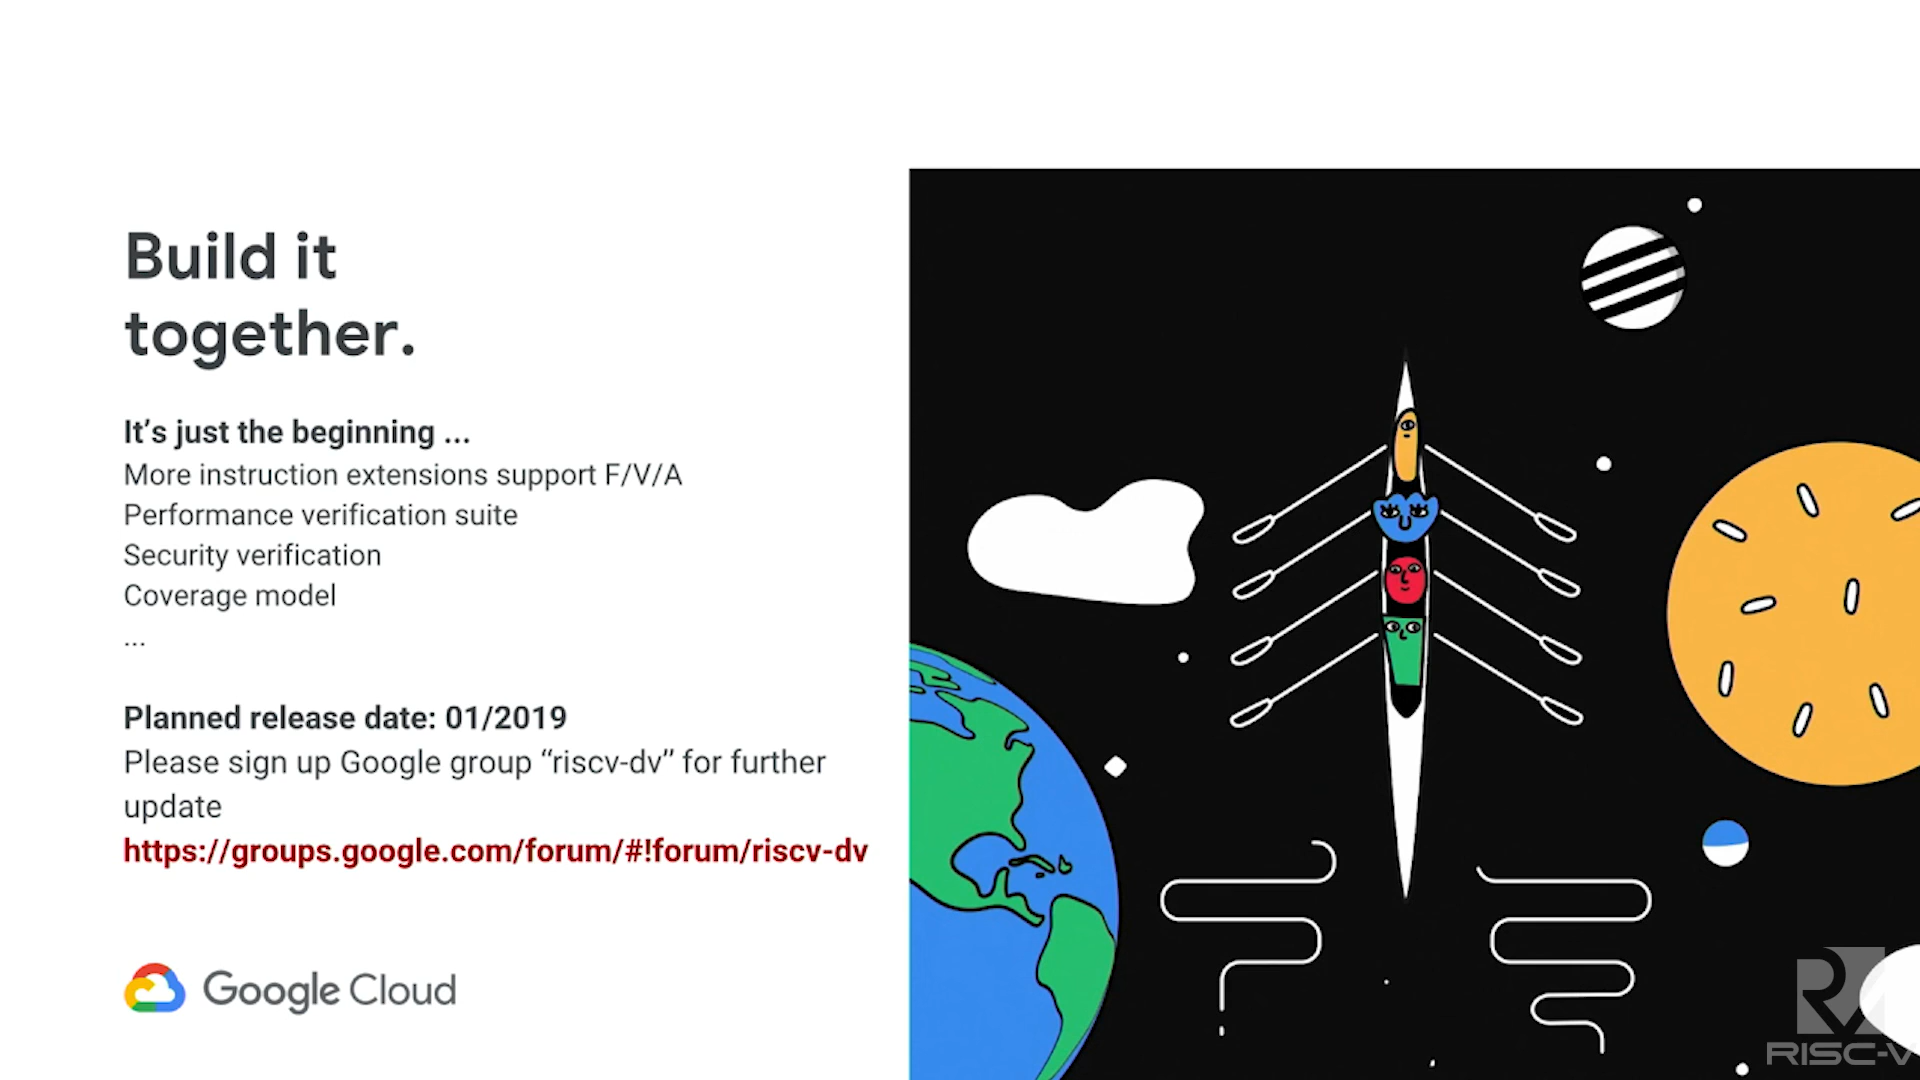 Build it
together.
It’s just the beginning ...
More instruction extensions support F/V/A
Performance verification suite
Security verification
Coverage model
...
Planned release date: 01/2019
Please sign up Google group “riscv-dv” for further
update
https://groups.google.com/forum/#!forum/riscv-dv
Google Cloud
RISC-V